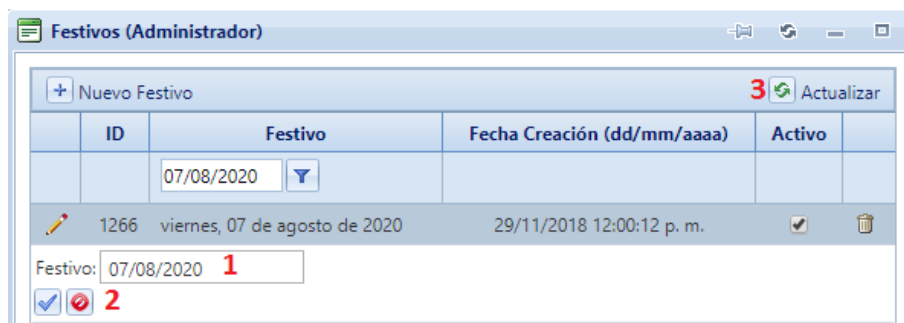 Festivos (Administrador)
Nuevo Festivo 3 Actualizar
ID Festivo Fecha Creación (dd/mm/aaaa) Activo
07/08/2020
1266 viernes, 07 de agosto de 2020 29/11/2018 12:00:12 p. m.
Festivo: 07/08/2020 1
2